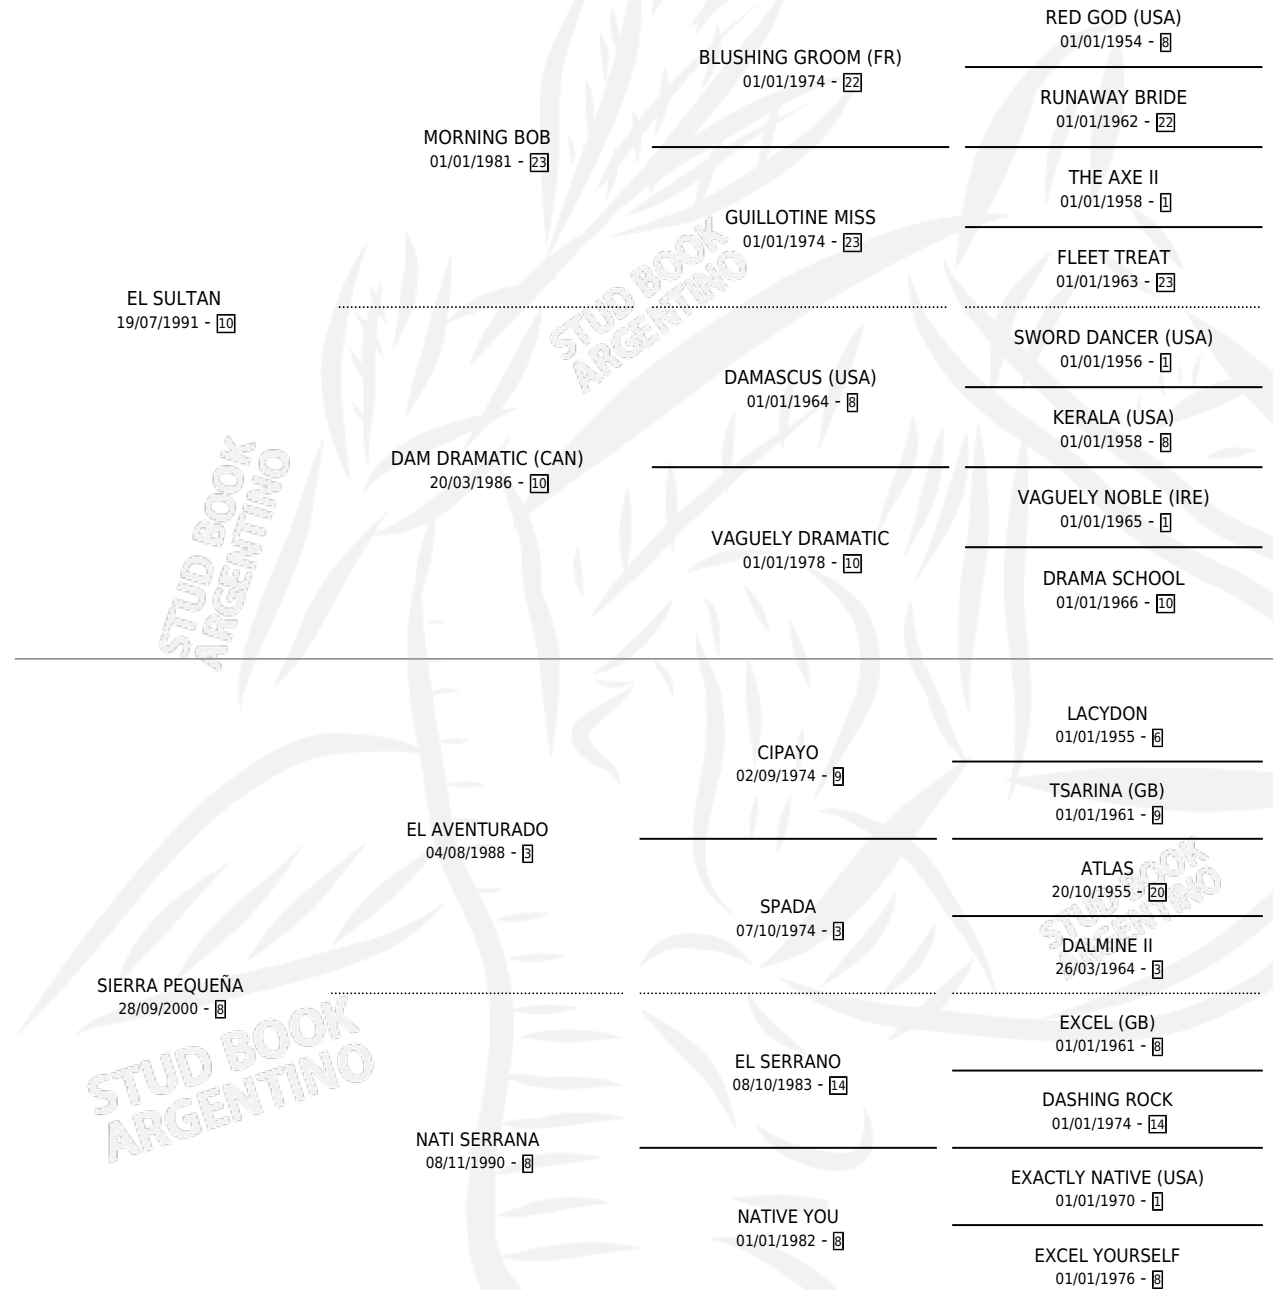 RED GOD (USA)
01/01/1954 - 8
BLUSHING GROOM (FR)
01/01/1974 - 22
RUNAWAY BRIDE
01/01/1962 - 22
MORNING BOB
01/01/1981 - 23
THE AXE II
01/01/1958 - 1
GUILLOTINE MISS
01/01/1974 - 23
FLEET TREAT
01/01/1963 - 23
EL SULTAN
19/07/1991 - 10
STUD BOOK
ARGENTINO
SWORD DANCER (USA)
01/01/1956 - 1
DAMASCUS (USA)
01/01/1964 - 8
KERALA (USA)
01/01/1958 - 8
DAM DRAMATIC (CAN)
20/03/1986 - 10
VAGUELY NOBLE (IRE)
01/01/1965 - 1
VAGUELY DRAMATIC
01/01/1978 - 10
DRAMA SCHOOL
01/01/1966 - 10
STUD BOOK
ARGENTINO
LACYDON
01/01/1955 - 6
CIPAYO
02/09/1974 - 9
TSARINA (GB)
01/01/1961 - 9
EL AVENTURADO
04/08/1988 - 3
ATLAS
20/10/1955 - 20
SPADA
07/10/1974 - 3
DALMINE II
26/03/1964 - 3
STUD BOOK
ARGENTINO
SIERRA PEQUEÑA
28/09/2000 - 8
EXCEL (GB)
01/01/1961 - 8
EL SERRANO
08/10/1983 - 14
DASHING ROCK
01/01/1974 - 14
STUD BOOK
ARGENTINO
NATI SERRANA
08/11/1990 - 8
EXACTLY NATIVE (USA)
01/01/1970 - 1
NATIVE YOU
01/01/1982 - 8
EXCEL YOURSELF
01/01/1976 - 8